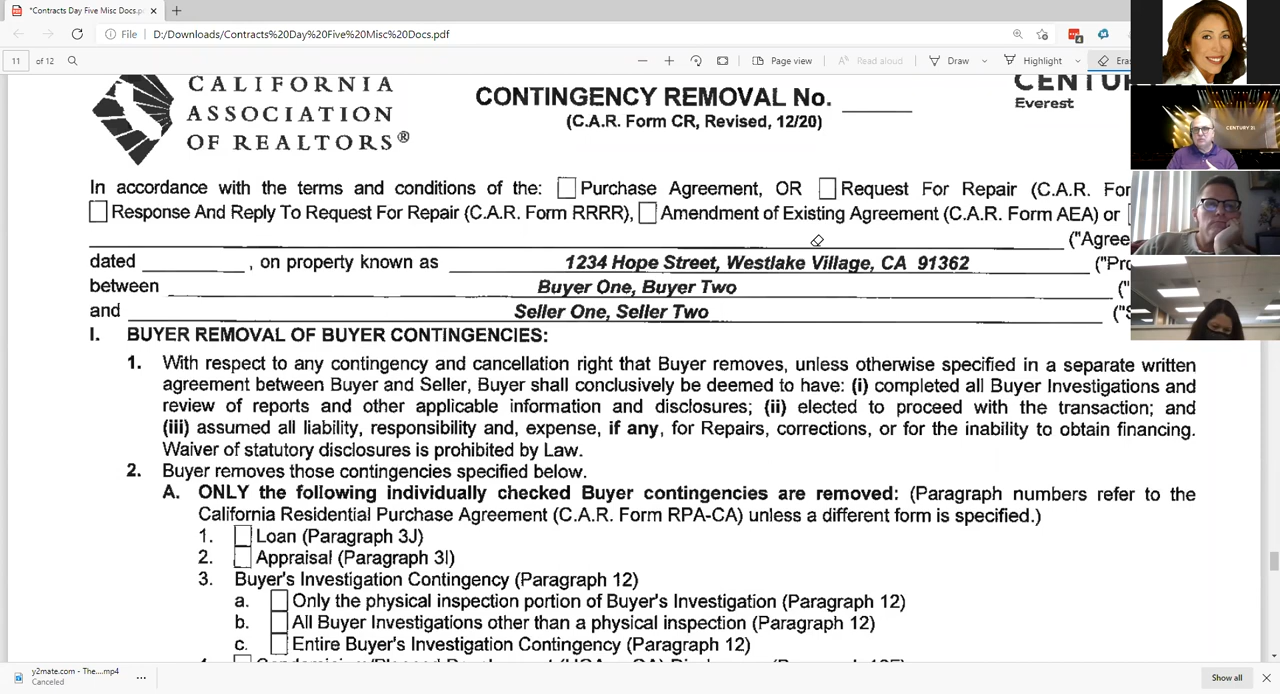 *Contracts Day Five Misc Docs.pdf
File D:/Downloads/Contracts%20Day%20Five%20Misc%20Docs.pdf
11 of 12 Page view Read aloud Draw Highlight Eras
CALIFORNIA
ASSOCIATION
OF REALTORS®
CONTINGENCY REMOVAL No.
(C.A.R. Form CR, Revised, 12/20)
CENTU
Everest
CENTURY 21
In accordance with the terms and conditions of the: Purchase Agreement, OR Request For Repair (C.A.R. For
Response And Reply To Request For Repair (C.A.R. Form RRRR), Amendment of Existing Agreement (C.A.R. Form AEA) or
("Agree
dated , on property known as 1234 Hope Street, Westlake Village, CA 91362 ("Pro
between Buyer One, Buyer Two ("
and Seller One, Seller Two ("S
I. BUYER REMOVAL OF BUYER CONTINGENCIES:
1. With respect to any contingency and cancellation right that Buyer removes, unless otherwise specified in a separate written
agreement between Buyer and Seller, Buyer shall conclusively be deemed to have: (i) completed all Buyer Investigations and
review of reports and other applicable information and disclosures; (ii) elected to proceed with the transaction; and
(iii) assumed all liability, responsibility and, expense, if any, for Repairs, corrections, or for the inability to obtain financing.
Waiver of statutory disclosures is prohibited by Law.
2. Buyer removes those contingencies specified below.
A. ONLY the following individually checked Buyer contingencies are removed: (Paragraph numbers refer to the
California Residential Purchase Agreement (C.A.R. Form RPA-CA) unless a different form is specified.)
1. Loan (Paragraph 3J)
2. Appraisal (Paragraph 3I)
3. Buyer's Investigation Contingency (Paragraph 12)
a. Only the physical inspection portion of Buyer's Investigation (Paragraph 12)
b. All Buyer Investigations other than a physical inspection (Paragraph 12)
c. Entire Buyer's Investigation Contingency (Paragraph 12)
y2mate.com - The....mp4
Canceled
Show all